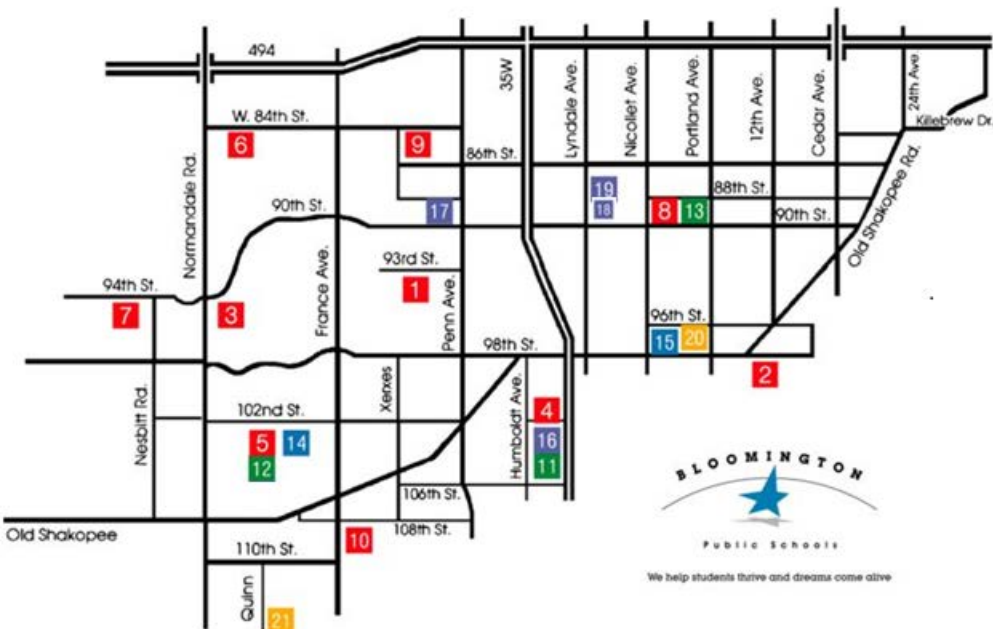 494
35W
Lyndale Ave.
Nicollet Ave.
Portland Ave.
12th Ave.
Cedar Ave.
24th Ave.
Killebrew Dr.
W. 84th St.
6
9
86th St.
Normandale Rd.
17
19
18
88th St.
8
13
90th St.
90th St.
Old Shakopee Rd.
France Ave.
93rd St.
1
Penn Ave.
94th St.
7
3
96th St.
15
20
98th St.
2
Nesbitt Rd.
Xerxes
Humboldt Ave.
102nd St.
4
5
14
16
12
11
106th St.
Old Shakopee
108th St.
10
110th St.
Quinn
21
BLOOMINGTON
Public Schools
We help students thrive and dreams come alive